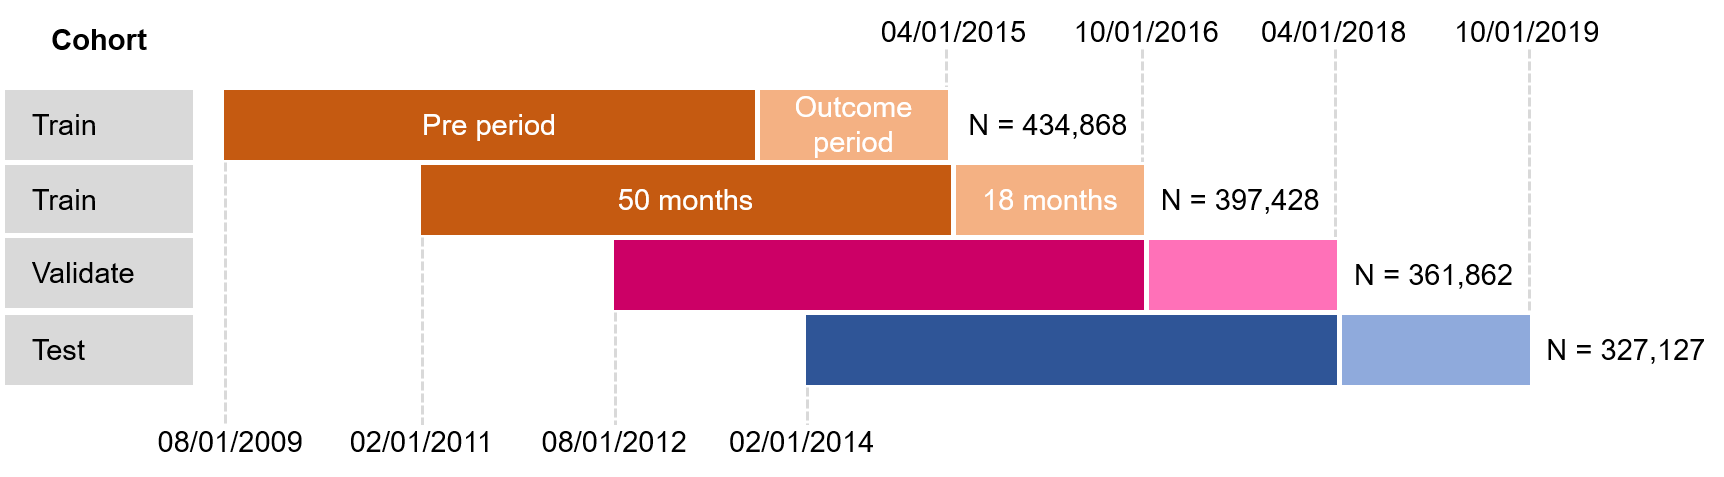 04/01/2015 10/01/2016 04/01/2018 10/01/2019
Cohort
Train Pre period Outcome
period N = 434,868
Train 50 months 18 months N = 397,428
Validate N = 361,862
Test N = 327,127
08/01/2009 02/01/2011 08/01/2012 02/01/2014